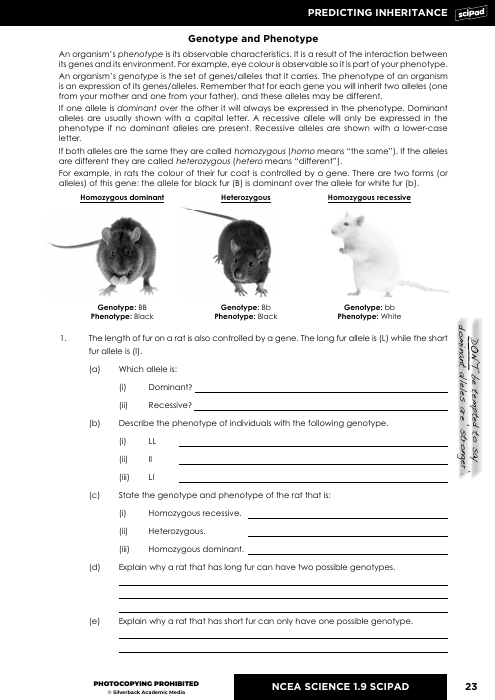 PREDICTING INHERITANCE
scipad
Genotype and Phenotype
An organism's phenotype is its observable characteristics. It is a result of the interaction between
its genes and its environment. For example, eye colour is observable so it is part of your phenotype.
An organism's genotype is the set of genes/alleles that it carries. The phenotype of an organism
is an expression of its genes/alleles. Remember that for each gene you will inherit two alleles (one
from your mother and one from your father), and these alleles may be different.
If one allele is dominant over the other it will always be expressed in the phenotype. Dominant
alleles are usually shown with a capital letter. A recessive allele will only be expressed in the
phenotype if no dominant alleles are present. Recessive alleles are shown with a lower-case
letter.
If both alleles are the same they are called homozygous (homo means "the same"). If the alleles
are different they are called heterozygous (hetero means "different").
For example, in rats the colour of their fur coat is controlled by a gene. There are two forms (or
alleles) of this gene: the allele for black fur (B) is dominant over the allele for white fur (b).
Homozygous dominant
Heterozygous
Homozygous recessive
Genotype: BB
Phenotype: Black
Genotype: Bb
Phenotype: Black
Genotype: bb
Phenotype: White
1. The length of fur on a rat is also controlled by a gene. The long fur allele is (L) while the short
fur allele is (l).
(a) Which allele is:
(i) Dominant?
(ii) Recessive?
(b) Describe the phenotype of individuals with the following genotype.
(i) LL
(ii) ll
(iii) Ll
(c) State the genotype and phenotype of the rat that is:
(i) Homozygous recessive.
(ii) Heterozygous.
(iii) Homozygous dominant.
(d) Explain why a rat that has long fur can have two possible genotypes.
(e) Explain why a rat that has short fur can only have one possible genotype.
DON'T be tempted to say
dominant alleles are 'stronger'.
PHOTOCOPYING PROHIBITED
© Silverback Academic Media
NCEA SCIENCE 1.9 SCIPAD
23